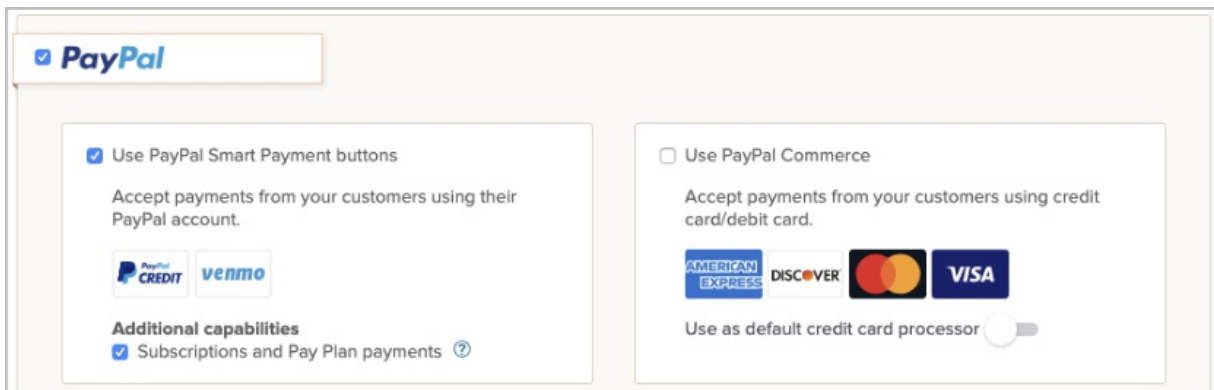 PayPal
Use PayPal Smart Payment buttons
Accept payments from your customers using their
PayPal account.
PayPal
CREDIT
venmo
Additional capabilities
Subscriptions and Pay Plan payments ?
Use PayPal Commerce
Accept payments from your customers using credit
card/debit card.
AMERICAN
EXPRESS
DISCOVER
VISA
Use as default credit card processor